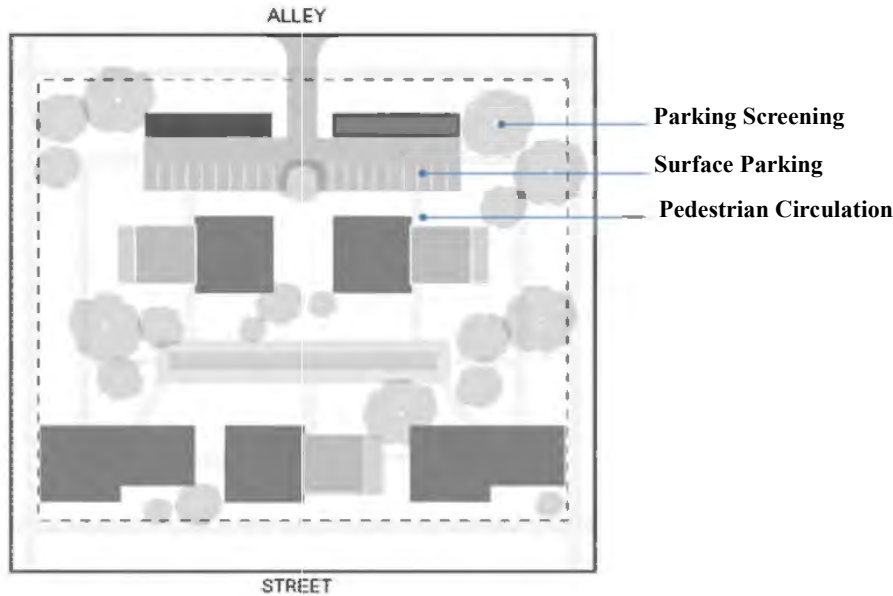 ALLEY
Parking Screening
Surface Parking
Pedestrian Circulation
STREET